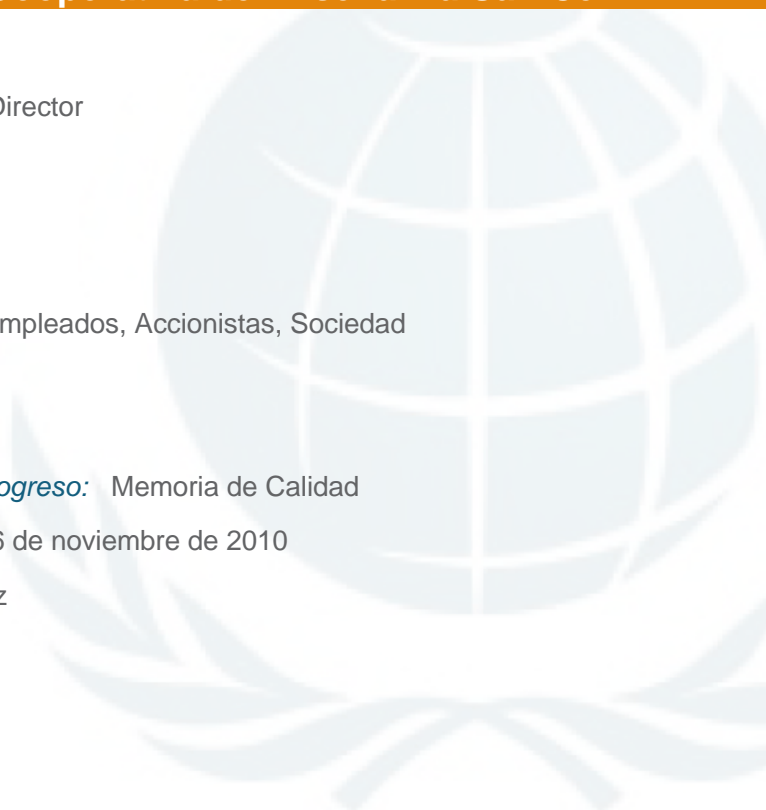 Director
mpleados, Accionistas, Sociedad
ogreso: Memoria de Calidad
6 de noviembre de 2010
z